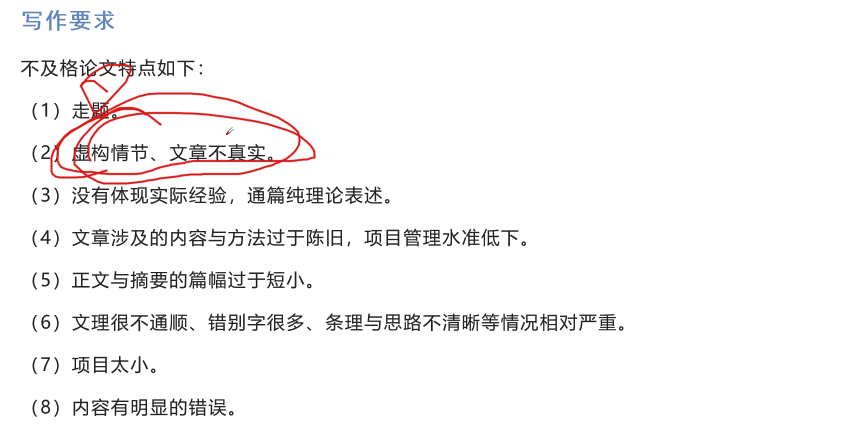 写作要求
不及格论文特点如下：
（1）走题。
（2）虚构情节、文章不真实。
（3）没有体现实际经验，通篇纯理论表述。
（4）文章涉及的内容与方法过于陈旧，项目管理水准低下。
（5）正文与摘要的篇幅过于短小。
（6）文理很不通顺、错别字很多、条理与思路不清晰等情况相对严重。
（7）项目太小。
（8）内容有明显的错误。